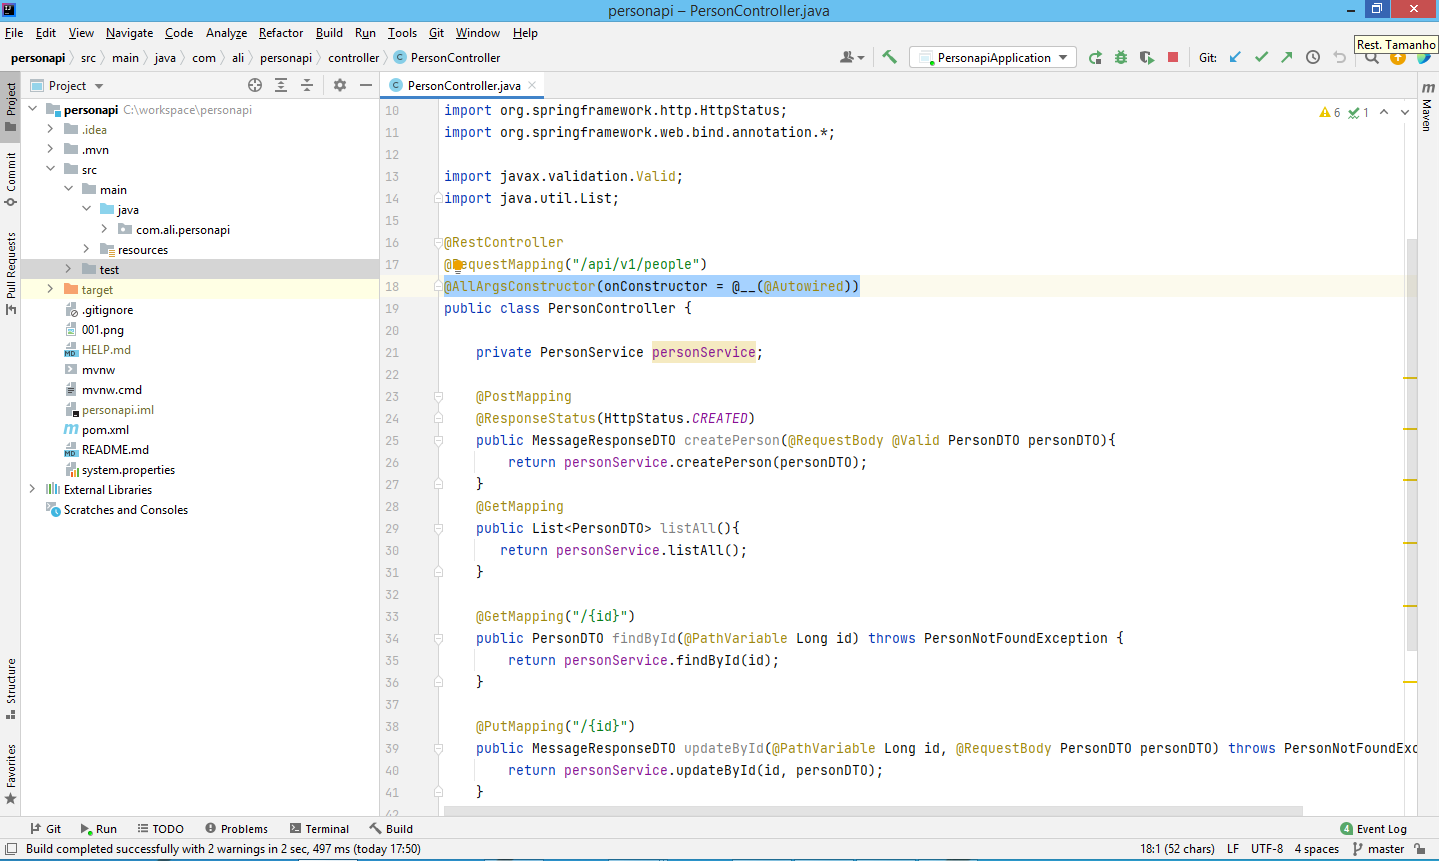 personapi – PersonController.java
File Edit View Navigate Code Analyze Refactor Build Run Tools Git Window Help
Rest. Tamanho
personapi src main java com ali personapi controller PersonController
PersonapiApplication
Git:
Project
PersonController.java
personapi C:\workspace\personapi
.idea
.mvn
src
main
java
com.ali.personapi
resources
test
target
.gitignore
001.png
HELP.md
mvnw
mvnw.cmd
personapi.iml
pom.xml
README.md
system.properties
External Libraries
Scratches and Consoles
Project
Commit
Pull Requests
Structure
Favorites
6 1
10 import org.springframework.http.HttpStatus;
11 import org.springframework.web.bind.annotation.*;
12
13 import javax.validation.Valid;
14 import java.util.List;
15
16 @RestController
17 @RequestMapping("/api/v1/people")
18 @AllArgsConstructor(onConstructor = @__(@Autowired))
19 public class PersonController {
20
21 private PersonService personService;
22
23 @PostMapping
24 @ResponseStatus(HttpStatus.CREATED)
25 public MessageResponseDTO createPerson(@RequestBody @Valid PersonDTO personDTO){
26 return personService.createPerson(personDTO);
27 }
28 @GetMapping
29 public List<PersonDTO> listAll(){
30 return personService.listAll();
31 }
32
33 @GetMapping("/{id}")
34 public PersonDTO findById(@PathVariable Long id) throws PersonNotFoundException {
35 return personService.findById(id);
36 }
37
38 @PutMapping("/{id}")
39 public MessageResponseDTO updateById(@PathVariable Long id, @RequestBody PersonDTO personDTO) throws PersonNotFoundExc
40 return personService.updateById(id, personDTO);
41 }
42
Maven
Git Run TODO Problems Terminal Build
4 Event Log
Build completed successfully with 2 warnings in 2 sec, 497 ms (today 17:50)
18:1 (52 chars) LF UTF-8 4 spaces master